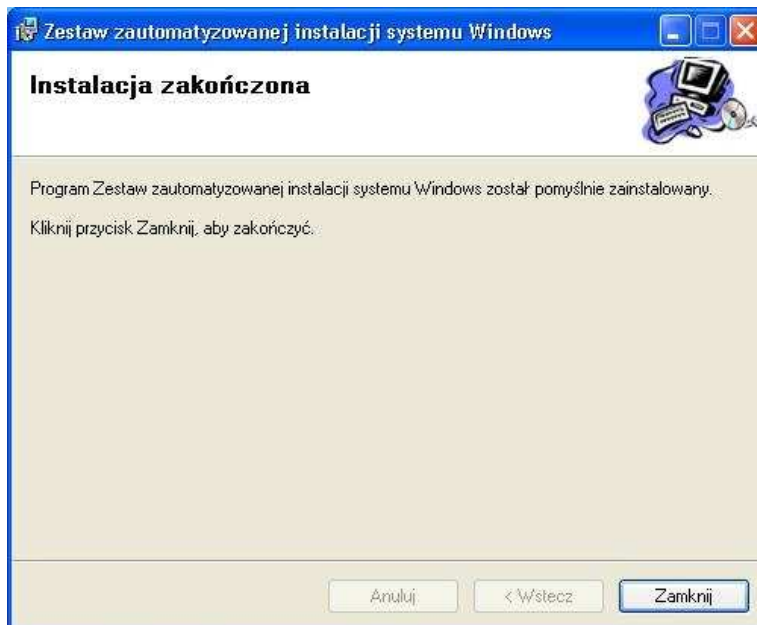 Zestaw zautomatyzowanej instalacji systemu Windows
Instalacja zakończona
Program Zestaw zautomatyzowanej instalacji systemu Windows został pomyślnie zainstalowany.
Kliknij przycisk Zamknij, aby zakończyć.
Anuluj
< Wstecz
Zamknij